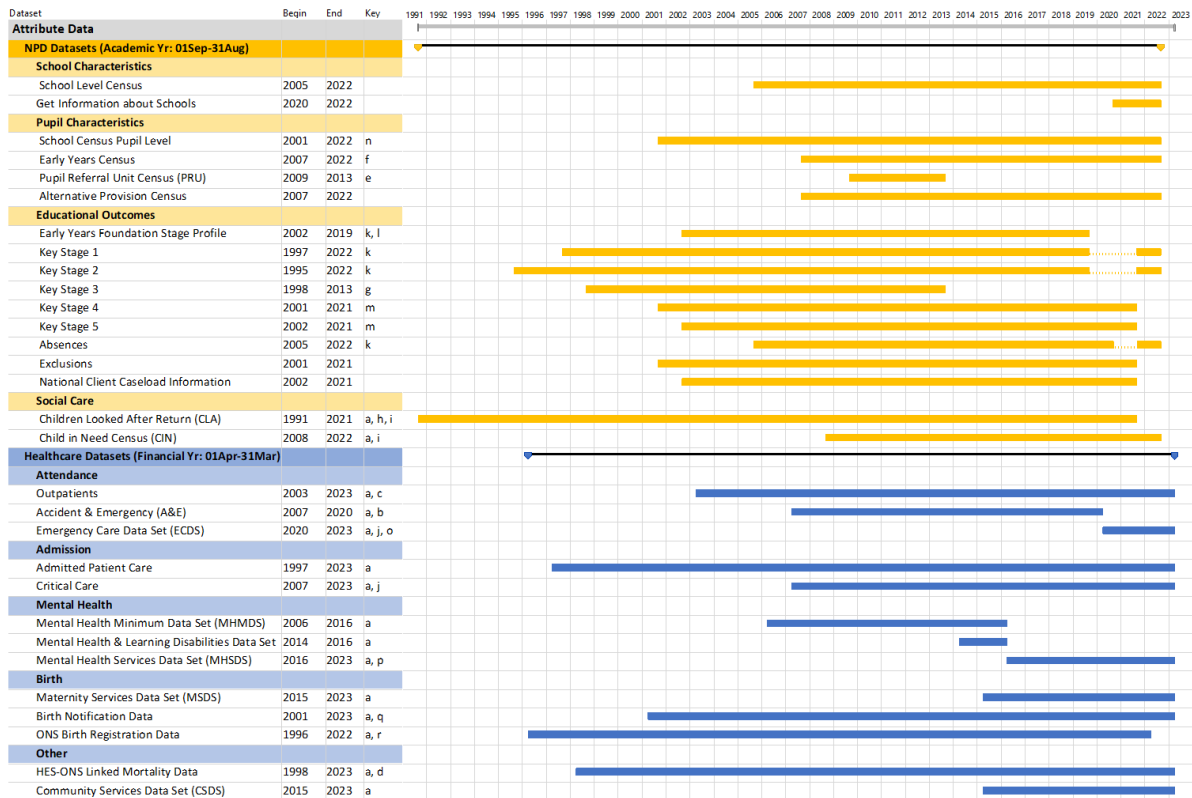 Dataset Begin End Key 1991 1992 1993 1994 1995 1996 1997 1998 1999 2000 2001 2002 2003 2005 2006 2007 2008 2009 2010 2011 2012 2013 2014 2015 2016 2017 2018 2019 2020 2021 2022 2023
Attribute Data
NPD Datasets (Academic Yr: 01Sep-31Aug)
School Characteristics
School Level Census 2005 2022
Get Information about Schools 2020 2022
Pupil Characteristics
School Census Pupil Level 2001 2022 n
Early Years Census 2007 2022 f
Pupil Referral Unit Census (PRU) 2009 2013 e
Alternative Provision Census 2007 2022
Educational Outcomes
Early Years Foundation Stage Profile 2002 2019 k, l
Key Stage 1 1997 2022 k
Key Stage 2 1995 2022 k
Key Stage 3 1998 2013 g
Key Stage 4 2001 2021 m
Key Stage 5 2002 2021 m
Absences 2005 2022 k
Exclusions 2001 2021
National Client Caseload Information 2002 2021
Social Care
Children Looked After Return (CLA) 1991 2021 a, h, i
Child in Need Census (CIN) 2008 2022 a, i
Healthcare Datasets (Financial Yr: 01Apr-31Mar)
Attendance
Outpatients 2003 2023 a, c
Accident & Emergency (A&E) 2007 2020 a, b
Emergency Care Data Set (ECDS) 2020 2023 a, j, o
Admission
Admitted Patient Care 1997 2023 a
Critical Care 2007 2023 a, j
Mental Health
Mental Health Minimum Data Set (MHMDS) 2006 2016 a
Mental Health & Learning Disabilities Data Set 2014 2016 a
Mental Health Services Data Set (MHSDS) 2016 2023 a, p
Birth
Maternity Services Data Set (MSDS) 2015 2023 a
Birth Notification Data 2001 2023 a, q
ONS Birth Registration Data 1996 2022 a, r
Other
HES-ONS Linked Mortality Data 1998 2023 a, d
Community Services Data Set (CSDS) 2015 2023 a